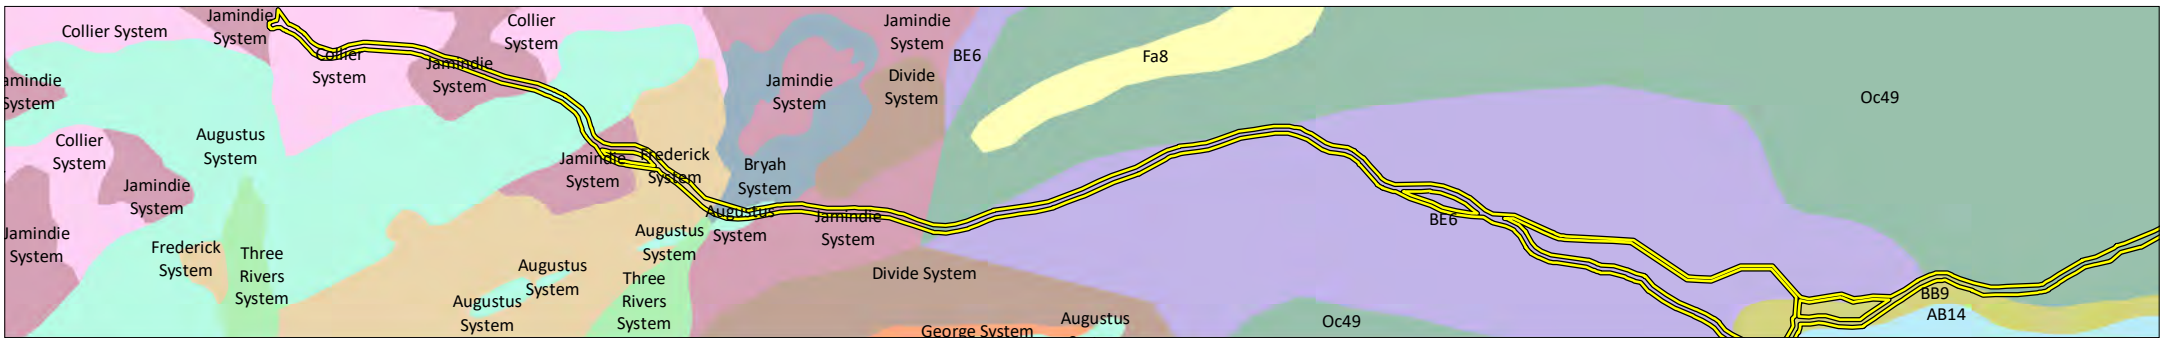 Collier System
Jamindie
System
Collier
System
Jamindie
System
BE6
Fa8
Oc49
Collier
System
Jamindie
System
amindie
System
Jamindie
System
Divide
System
Collier
System
Augustus
System
Jamindie
System
Jamindie
System
Frederick
System
Bryah
System
Jamindie
System
Frederick
System
Three
Rivers
System
Augustus
System
Augustus
System
Jamindie
System
BE6
Augustus
System
Augustus
System
Three
Rivers
System
Divide System
George System
Augustus
Oc49
BB9
AB14